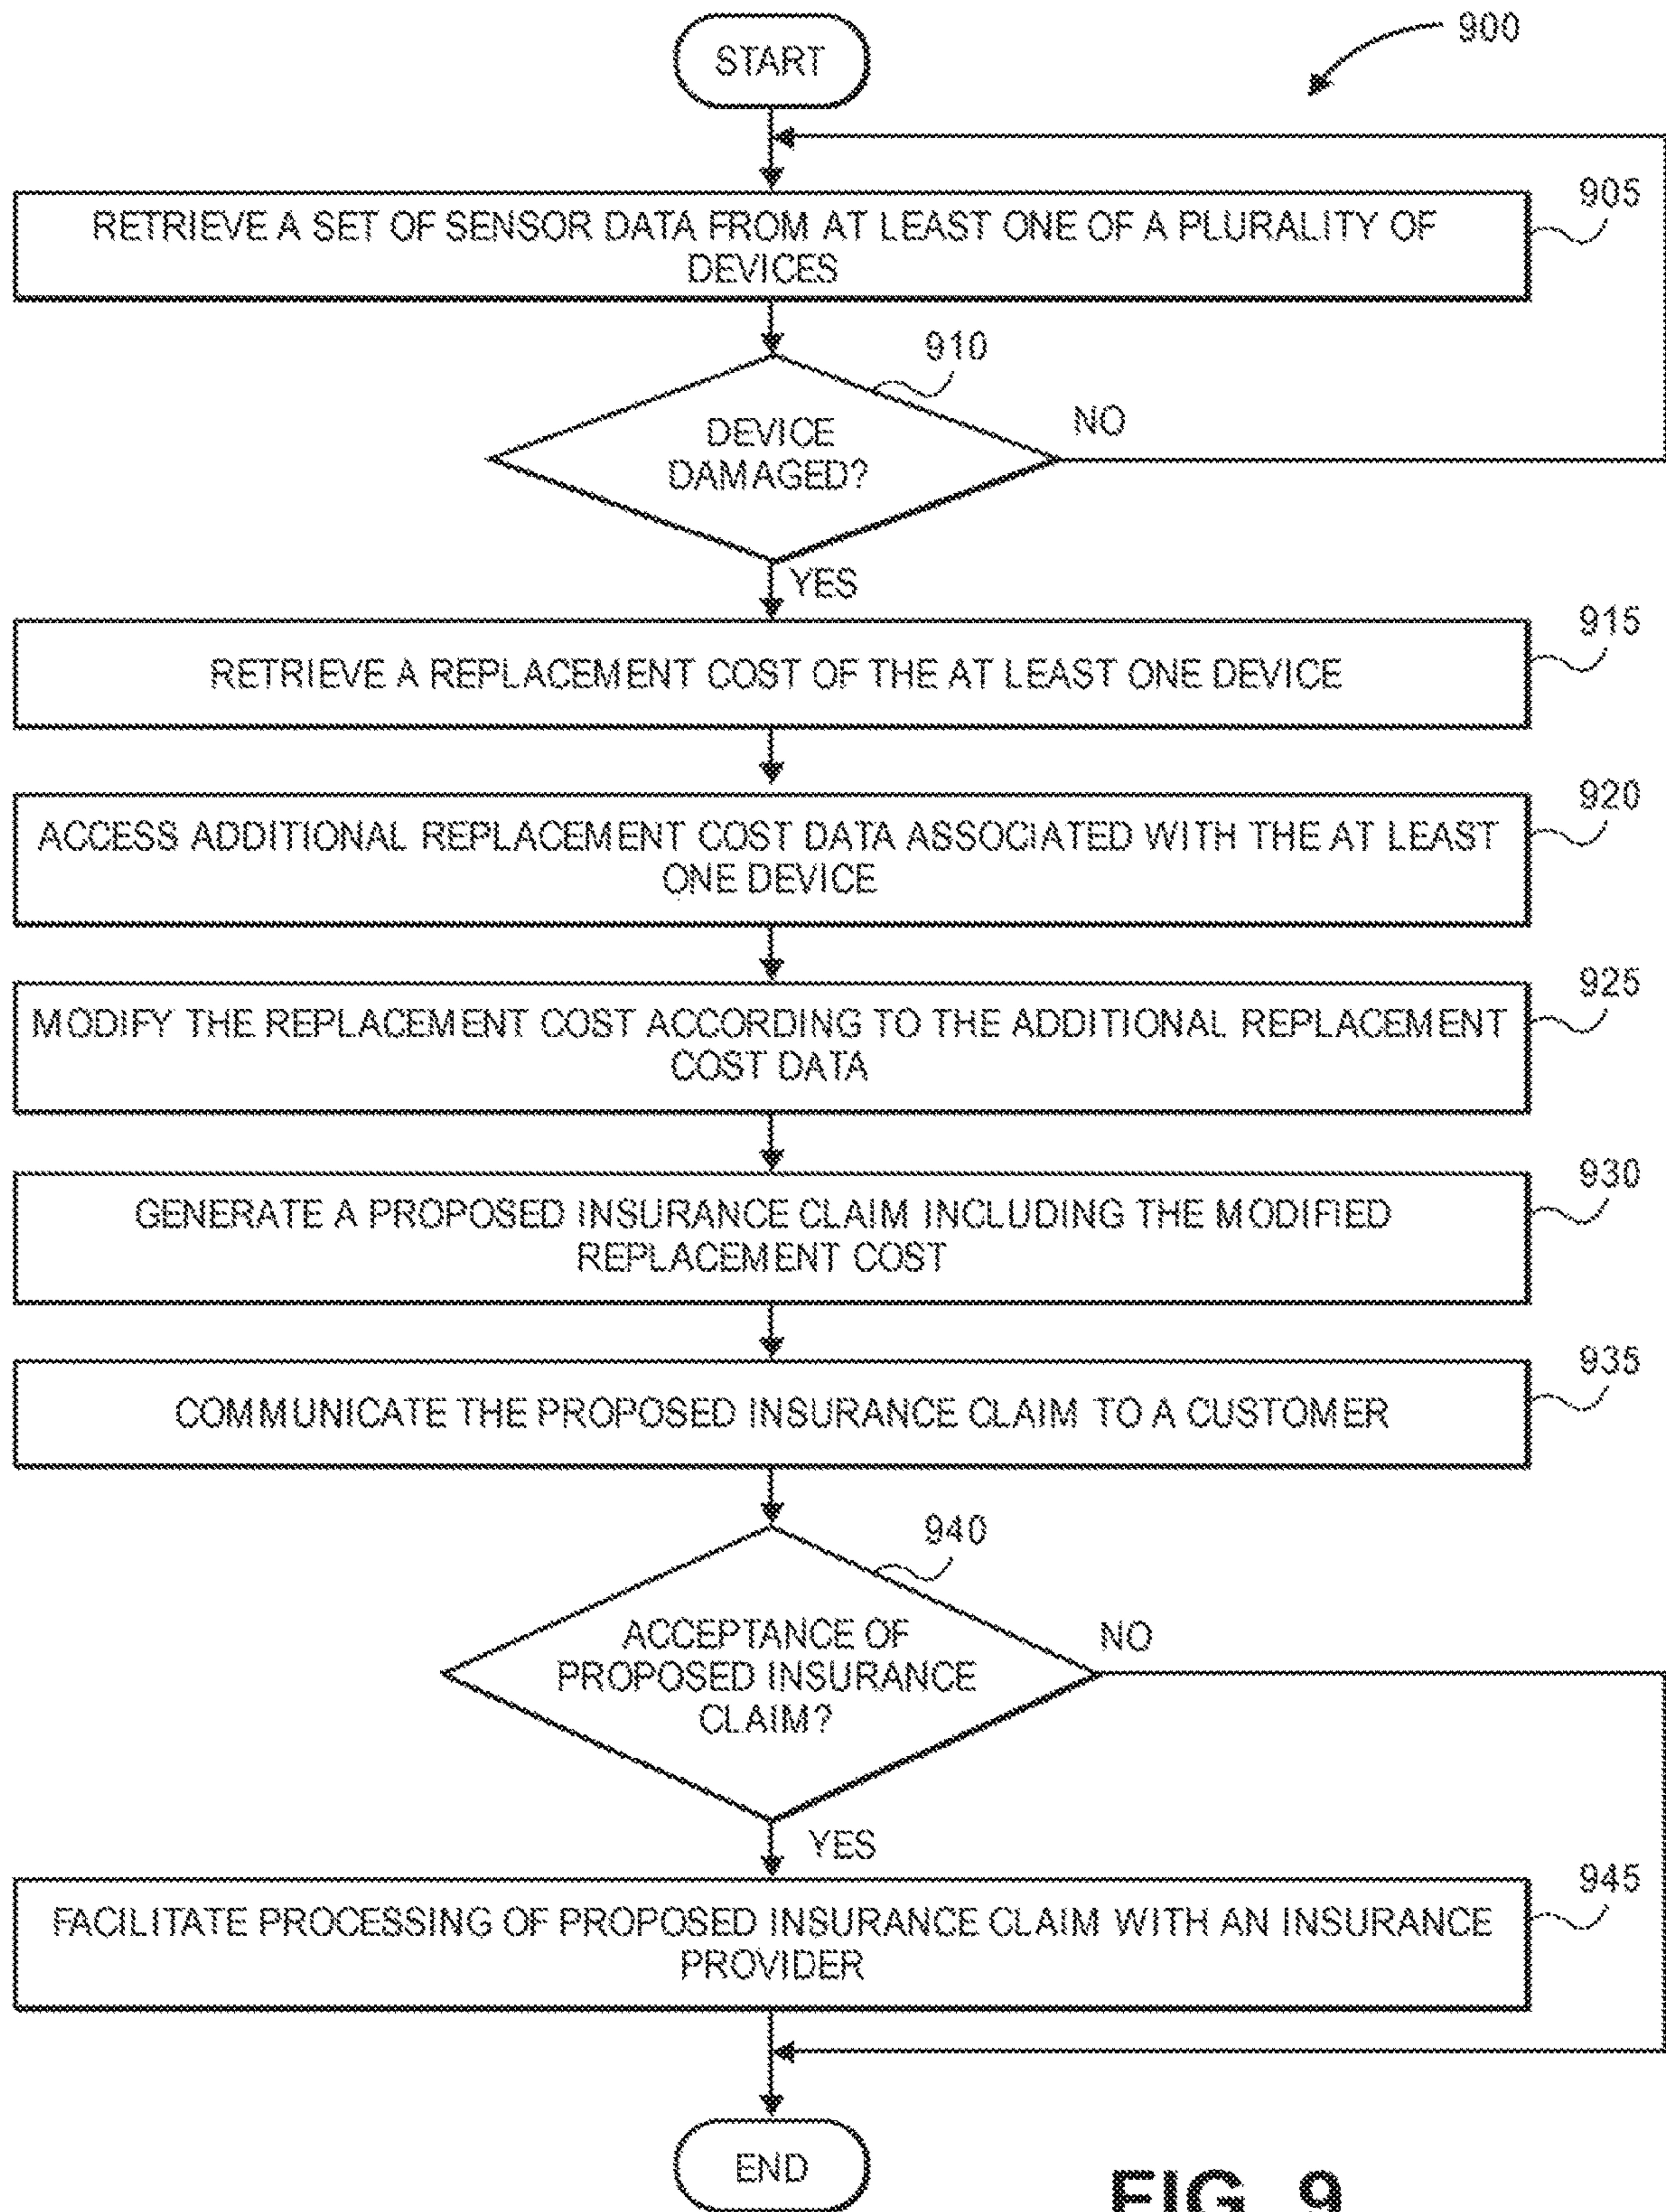 START
900
RETRIEVE A SET OF SENSOR DATA FROM AT LEAST ONE OF A PLURALITY OF
DEVICES
905
910
DEVICE
DAMAGED?
NO
YES
915
RETRIEVE A REPLACEMENT COST OF THE AT LEAST ONE DEVICE
920
ACCESS ADDITIONAL REPLACEMENT COST DATA ASSOCIATED WITH THE AT LEAST
ONE DEVICE
925
MODIFY THE REPLACEMENT COST ACCORDING TO THE ADDITIONAL REPLACEMENT
COST DATA
930
GENERATE A PROPOSED INSURANCE CLAIM INCLUDING THE MODIFIED
REPLACEMENT COST
935
COMMUNICATE THE PROPOSED INSURANCE CLAIM TO A CUSTOMER
940
ACCEPTANCE OF
PROPOSED INSURANCE
CLAIM?
NO
YES
945
FACILITATE PROCESSING OF PROPOSED INSURANCE CLAIM WITH AN INSURANCE
PROVIDER
END
FIG. 9